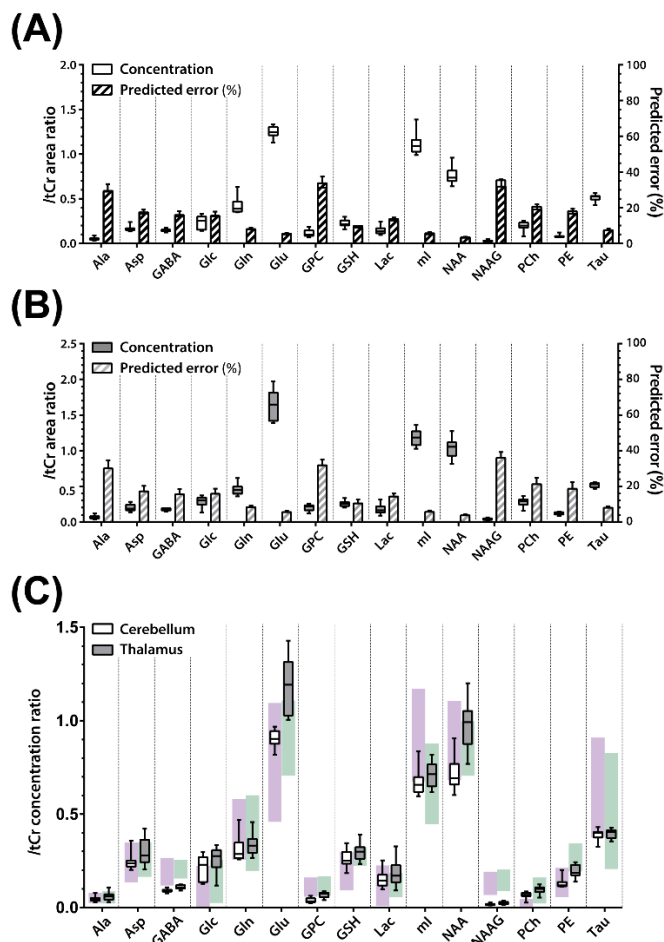 (A)
2.0
1.5
1.0
0.5
0.0
/tCr area ratio
Concentration
Predicted error (%)
100
80
60
40
20
0
Predicted error (%)
Ala
Asp
GABA
Glc
Gln
Glu
GPC
GSH
Lac
mI
NAA
NAAG
PCh
PE
Tau
(B)
2.5
2.0
1.5
1.0
0.5
0.0
/tCr area ratio
Concentration
Predicted error (%)
100
80
60
40
20
0
Predicted error (%)
Ala
Asp
GABA
Glc
Gln
Glu
GPC
GSH
Lac
mI
NAA
NAAG
PCh
PE
Tau
(C)
1.5
1.0
0.5
0.0
/tCr concentration ratio
Cerebellum
Thalamus
Ala
Asp
GABA
Glc
Gln
Glu
GPC
GSH
Lac
mI
NAA
NAAG
PCh
PE
Tau